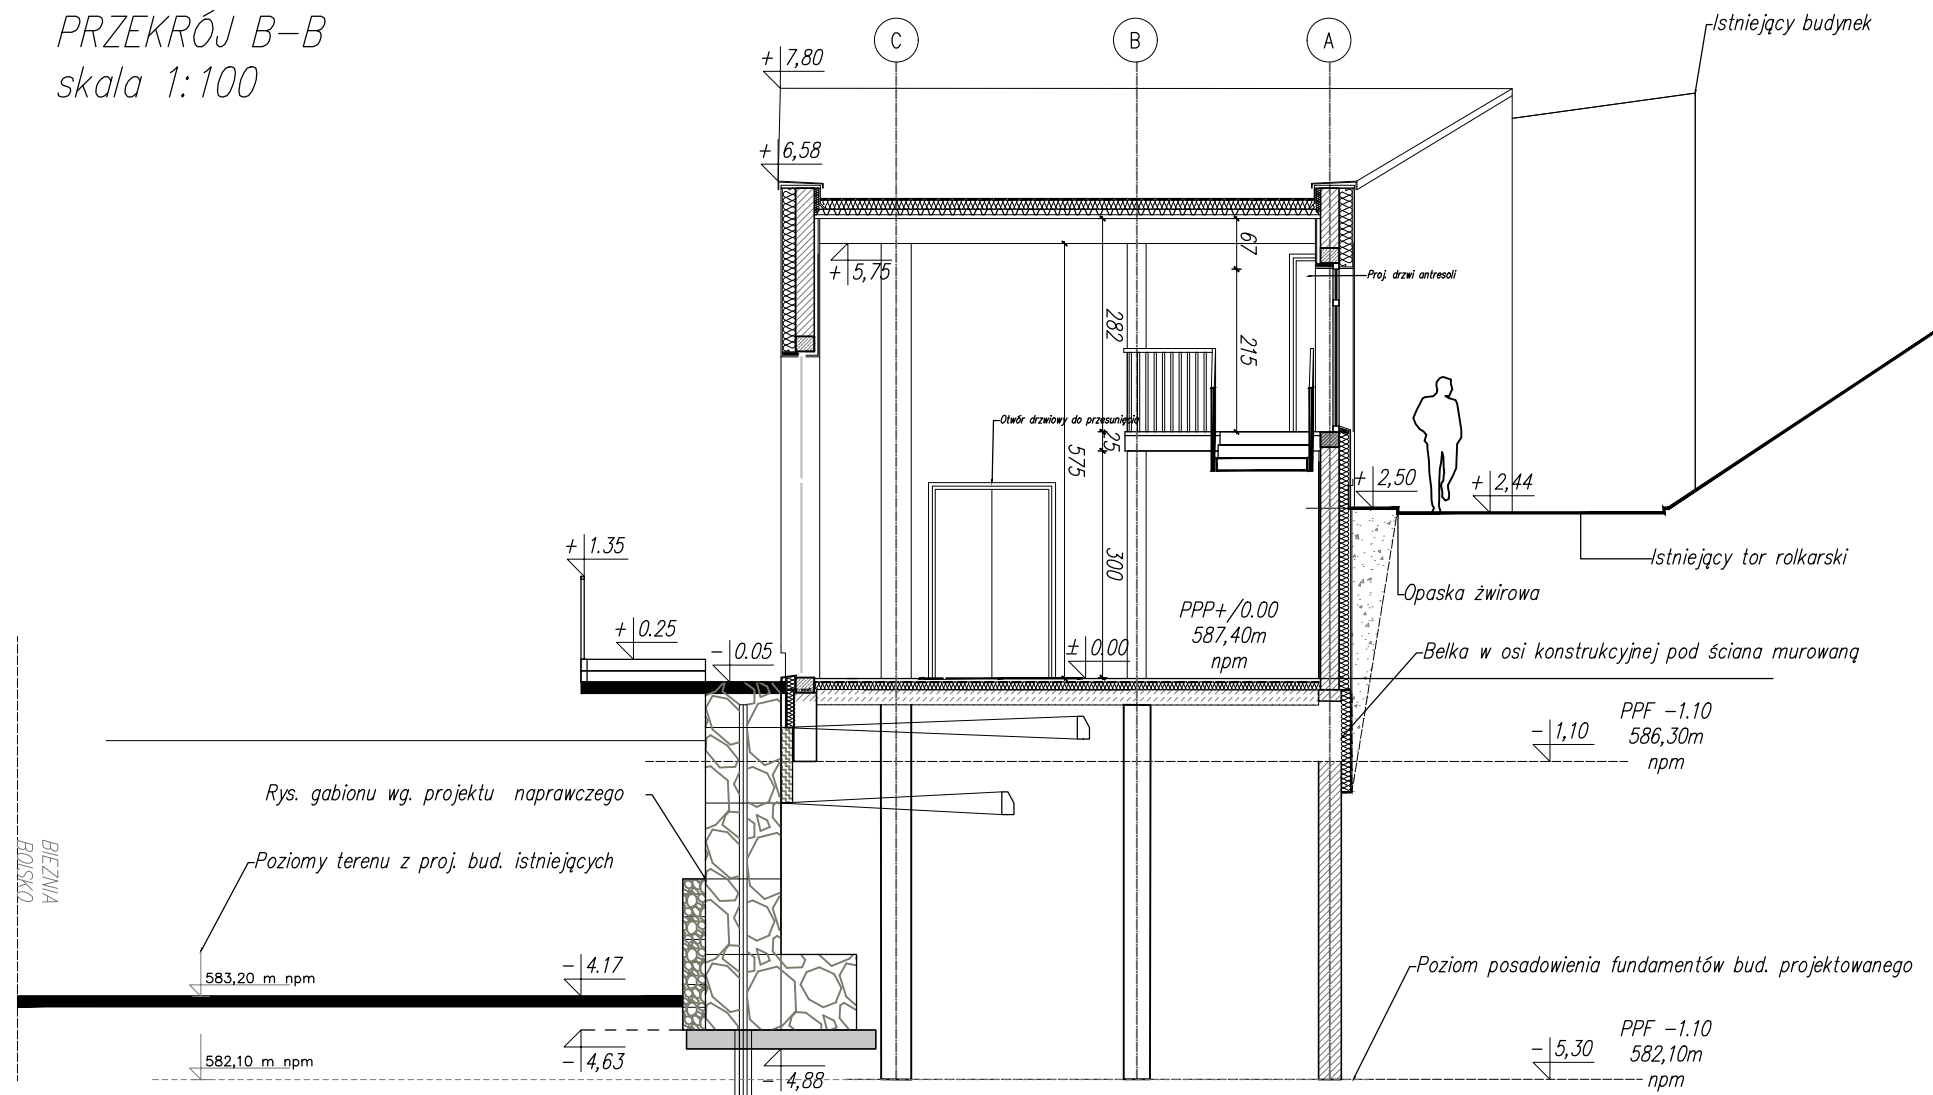 PRZEKRÓJ B-B
skala 1:100
C
B
A
Istniejący budynek
+ 7,80
+ 6,58
+ 5,75
67
Proj. drzwi antresoli
282
215
Otwór drzwiowy do przesunięcia
25
575
+ 2,50
+ 2,44
+ 1.35
300
Istniejący tor rolkarski
Opaska żwirowa
PPP+/0.00
587,40m
npm
+ 0.25
- 0.05
± 0.00
Belka w osi konstrukcyjnej pod ściana murowaną
PPF -1.10
586,30m
npm
- 1,10
Rys. gabionu wg. projektu naprawczego
BIEZNIA
BOISKO
Poziomy terenu z proj. bud. istniejących
583,20 m npm
- 4.17
Poziom posadowienia fundamentów bud. projektowanego
582,10 m npm
- 4,63
- 4,88
- 5,30
PPF -1.10
582,10m
npm